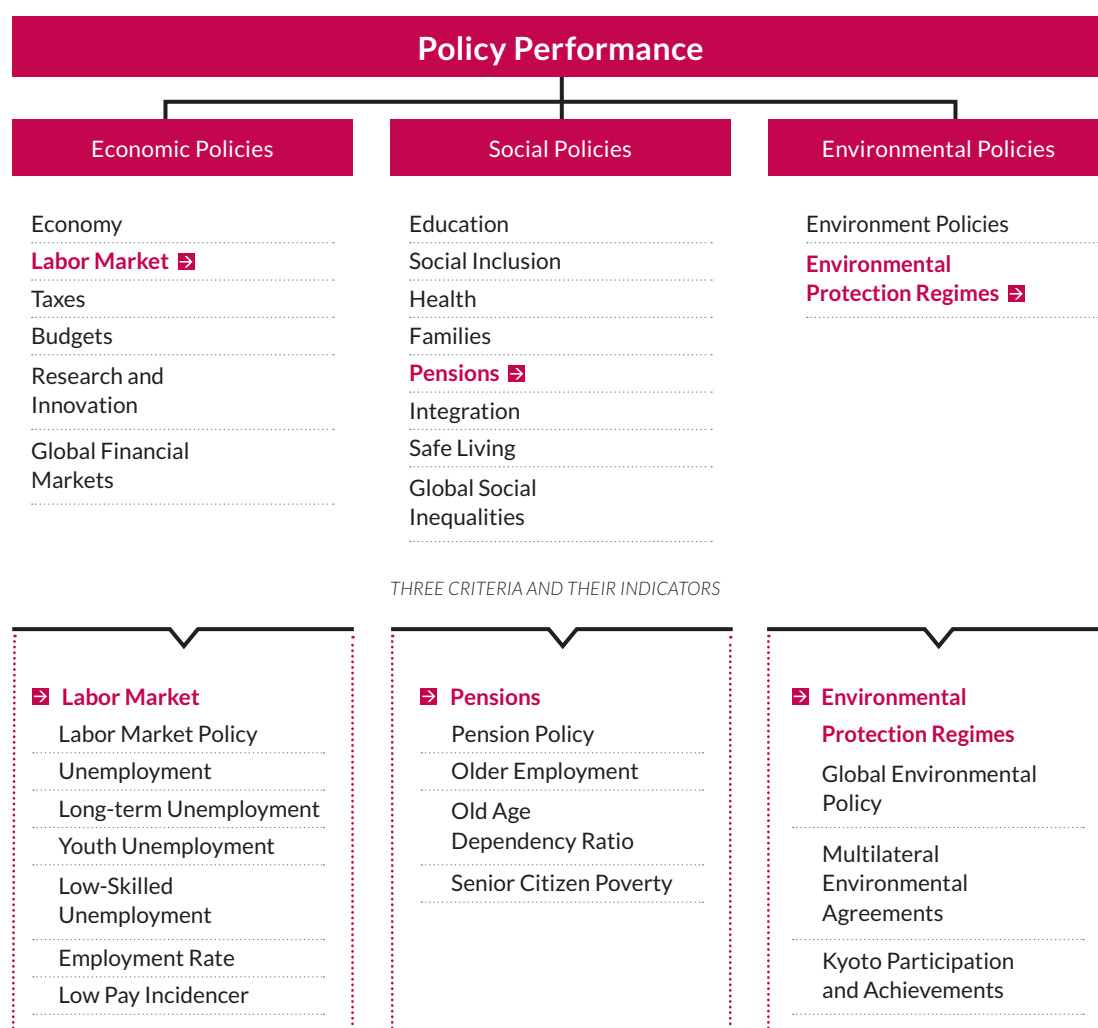 Policy Performance
Economic Policies
Economy
Labor Market
Taxes
Budgets
Research and
Innovation
Global Financial
Markets
Social Policies
Education
Social Inclusion
Health
Families
Pensions
Integration
Safe Living
Global Social
Inequalities
Environmental Policies
Environment Policies
Environmental
Protection Regimes
THREE CRITERIA AND THEIR INDICATORS
Labor Market
Labor Market Policy
Unemployment
Long-term Unemployment
Youth Unemployment
Low-Skilled
Unemployment
Employment Rate
Low Pay Incidencer
Pensions
Pension Policy
Older Employment
Old Age
Dependency Ratio
Senior Citizen Poverty
Environmental
Protection Regimes
Global Environmental
Policy
Multilateral
Environmental
Agreements
Kyoto Participation
and Achievements